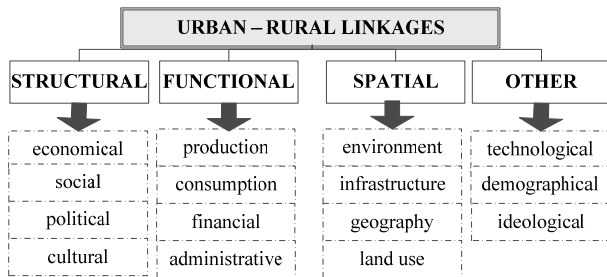 URBAN – RURAL LINKAGES
STRUCTURAL
FUNCTIONAL
SPATIAL
OTHER
economical
social
political
cultural
production
consumption
financial
administrative
environment
infrastructure
geography
land use
technological
demographical
ideological